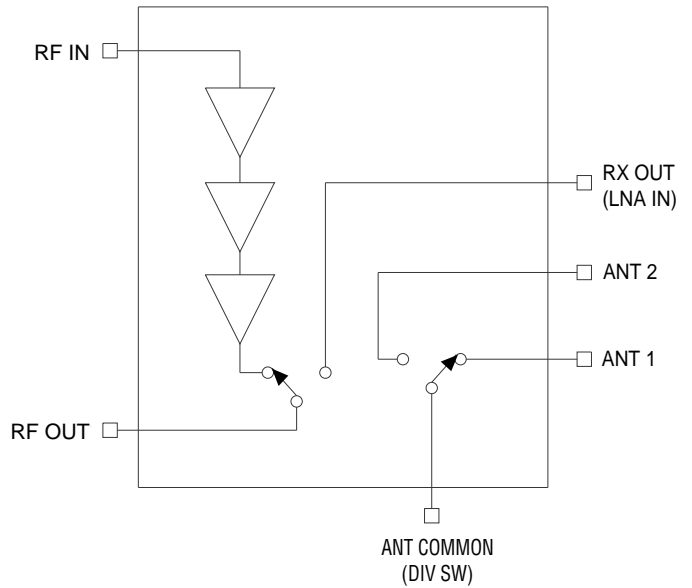 RF IN
RX OUT
(LNA IN)
ANT 2
ANT 1
RF OUT
ANT COMMON
(DIV SW)